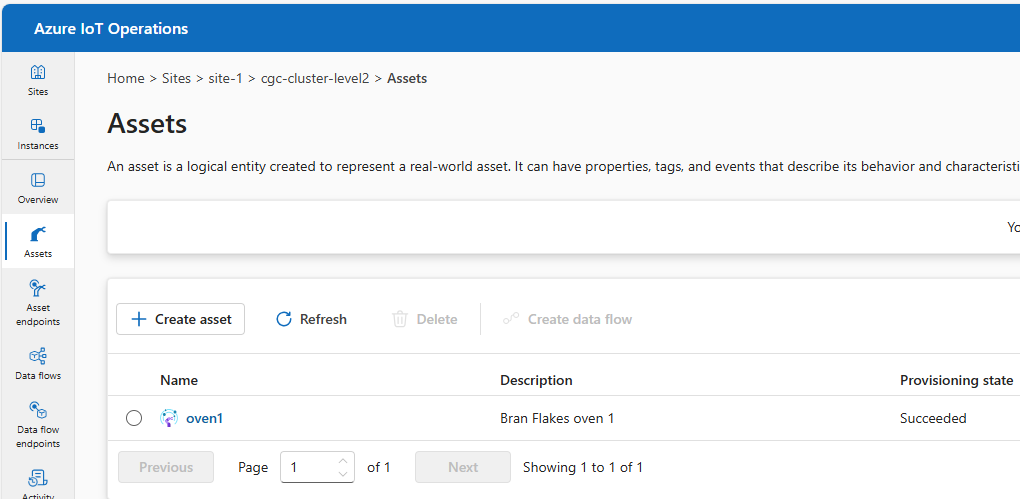 Azure IoT Operations
Sites
Instances
Overview
Assets
Asset
endpoints
Data flows
Data flow
endpoints
Activity
Home > Sites > site-1 > cgc-cluster-level2 > Assets
Assets
An asset is a logical entity created to represent a real-world asset. It can have properties, tags, and events that describe its behavior and characteristi
Yo
Create asset Refresh Delete Create data flow
Name Description Provisioning state
oven1 Bran Flakes oven 1 Succeeded
Previous Page 1 of 1 Next Showing 1 to 1 of 1